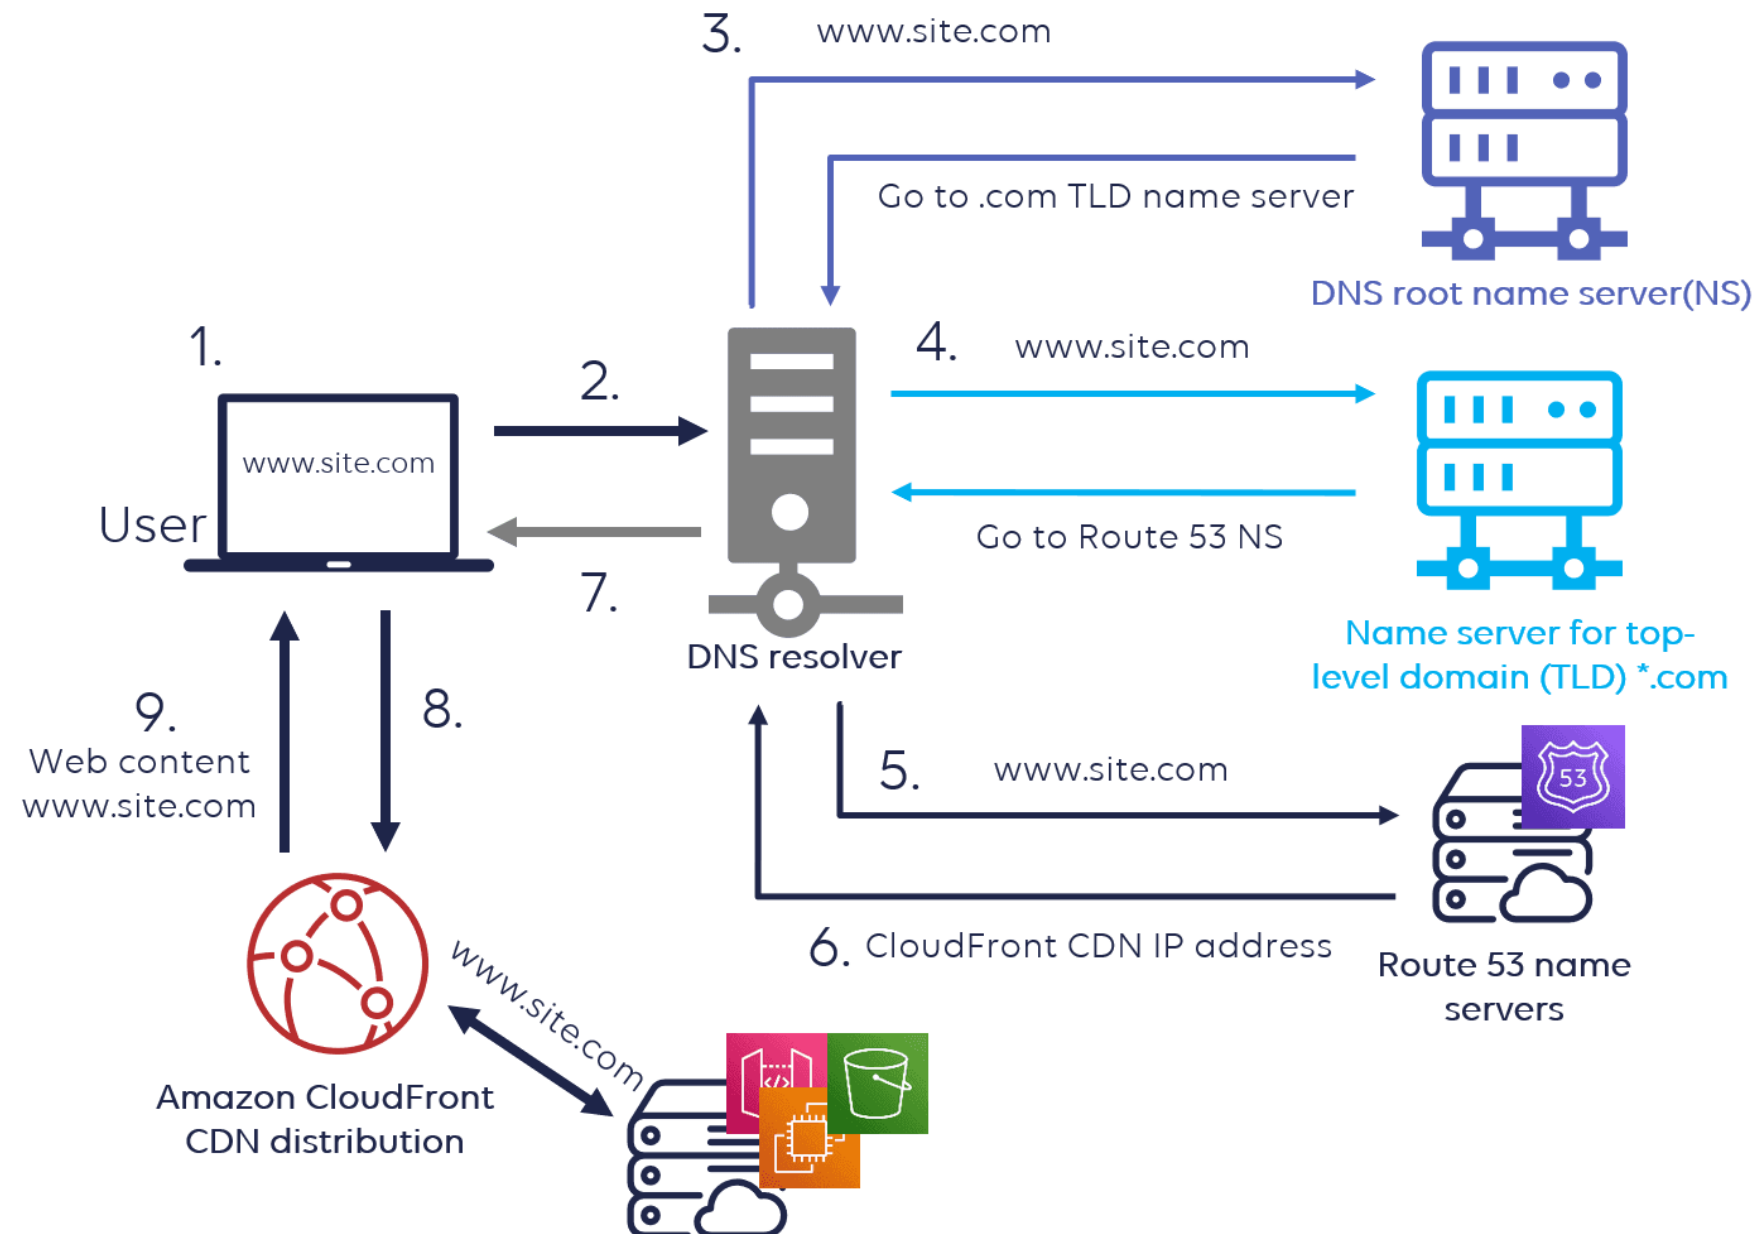 3.
www.site.com
Go to .com TLD name server
DNS root name server(NS)
1.
2.
4.
www.site.com
www.site.com
User
Go to Route 53 NS
7.
DNS resolver
Name server for top-
level domain (TLD) *.com
9.
Web content
www.site.com
8.
5.
www.site.com
53
6. CloudFront CDN IP address
Route 53 name
servers
www.site.com
</>
Amazon CloudFront
CDN distribution